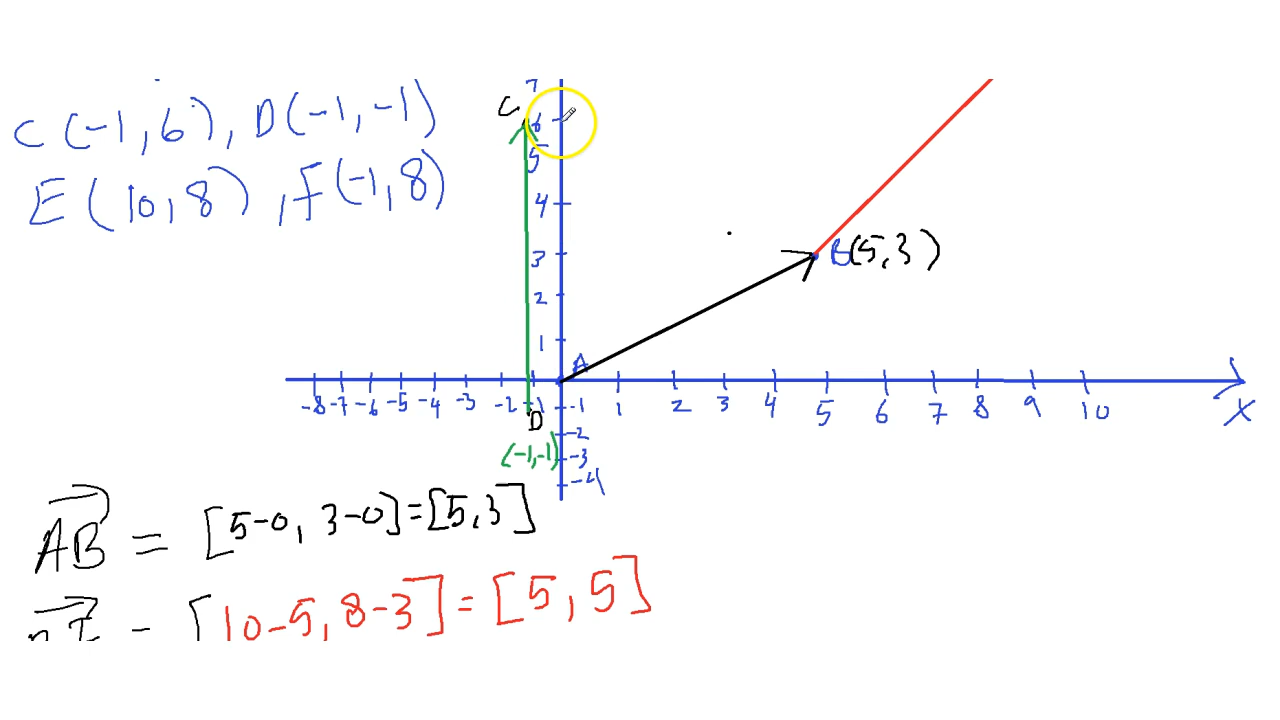 C(-1,6), D(-1,-1)
E(10,8), F(-1,8)
7
C
6
5
4
3
B(5,3)
2
1
A
-8 -7 -6 -5 -4 -3 -2 -1 1 2 3 4 5 6 7 8 9 10 X
-1
D
-2
(-1,-1)
-3
-4
AB = [5-0, 3-0] = [5,3]
= [10-5, 8-3] = [5,5]